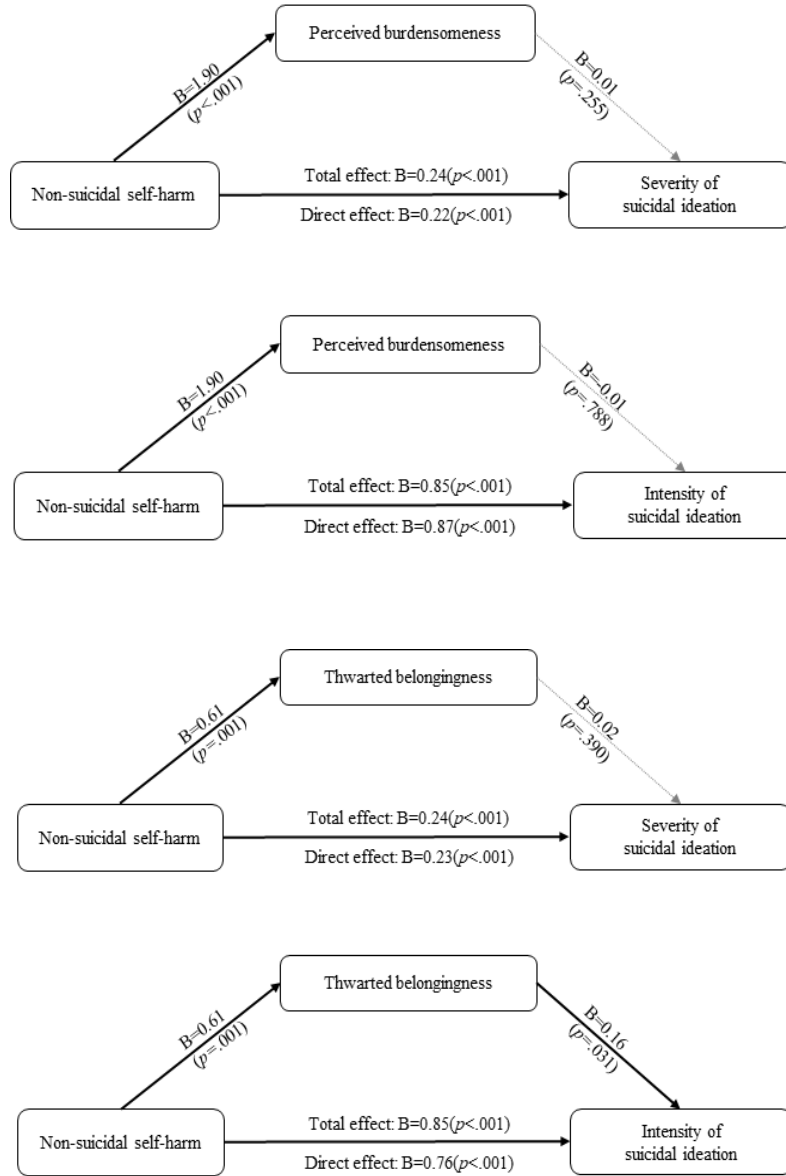 Perceived burdensomeness
B=1.90
(p<.001)
B=0.01
(p=.255)
Total effect: B=0.24(p<.001)
Non-suicidal self-harm
Direct effect: B=0.22(p<.001)
Severity of
suicidal ideation
Perceived burdensomeness
B=1.90
(p<.001)
B=-0.01
(p=.788)
Total effect: B=0.85(p<.001)
Non-suicidal self-harm
Direct effect: B=0.87(p<.001)
Intensity of
suicidal ideation
Thwarted belongingness
B=0.61
(p=.001)
B=0.02
(p=.390)
Total effect: B=0.24(p<.001)
Non-suicidal self-harm
Direct effect: B=0.23(p<.001)
Severity of
suicidal ideation
Thwarted belongingness
B=0.61
(p=.001)
B=0.16
(p=.031)
Total effect: B=0.85(p<.001)
Non-suicidal self-harm
Direct effect: B=0.76(p<.001)
Intensity of
suicidal ideation